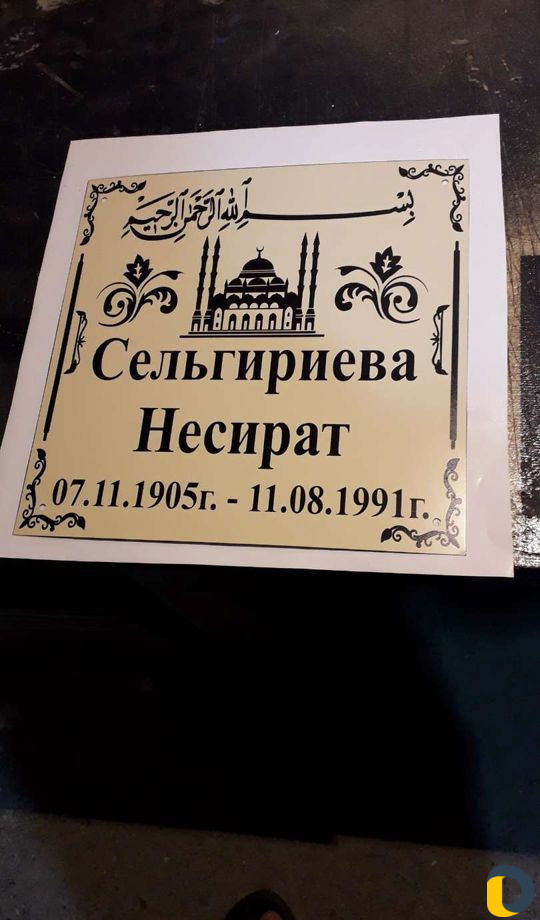 بسم الله الرحمن الرحيم
Сельгириева
Несират
07.11.1905г. - 11.08.1991г.